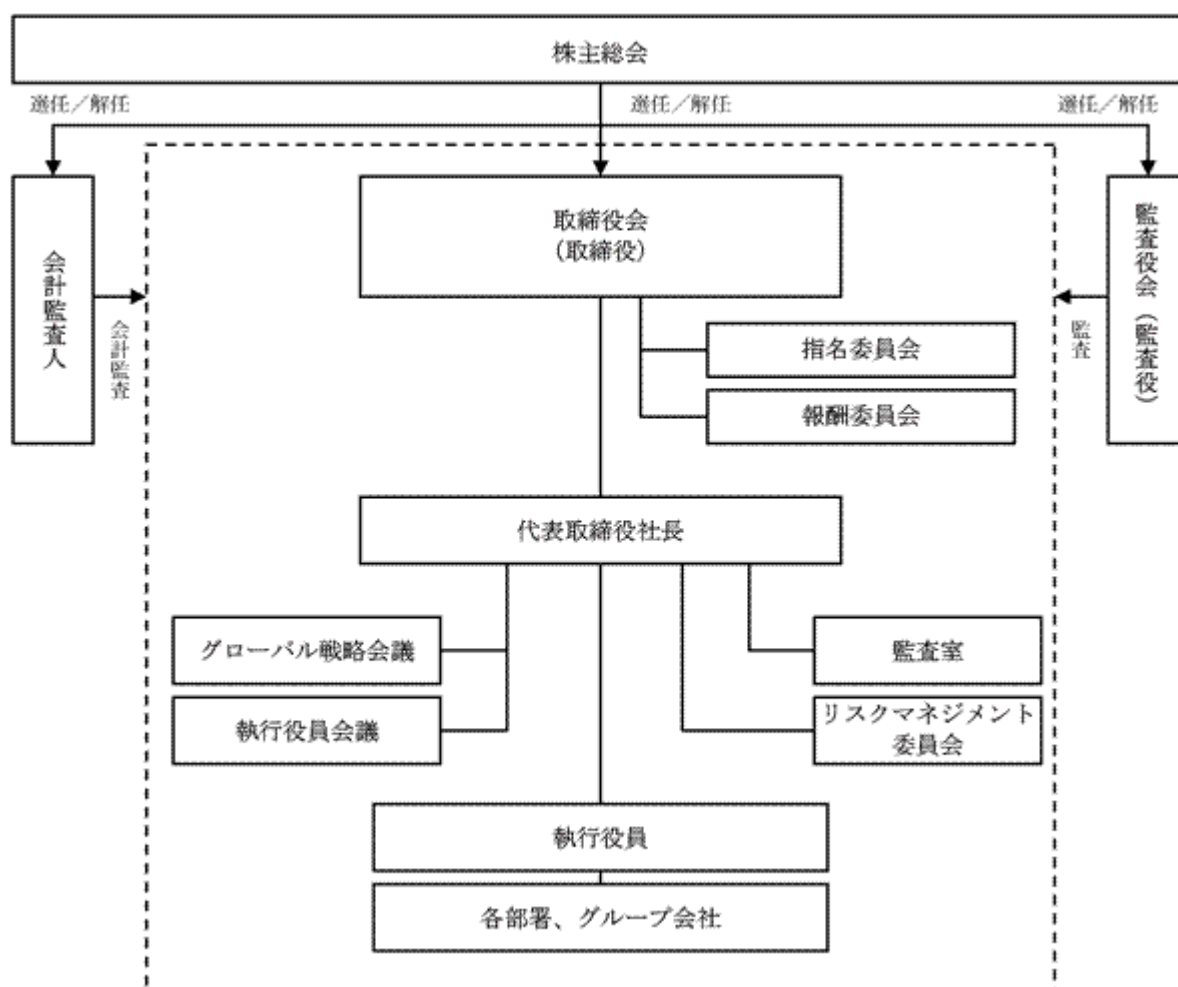 株主総会
選任／解任
選任／解任
選任／解任
会計監査人
会計監査
取締役会
（取締役）
監査
監査役会（監査役）
指名委員会
報酬委員会
代表取締役社長
グローバル戦略会議
監査室
執行役員会議
リスクマネジメント
委員会
執行役員
各部署、グループ会社